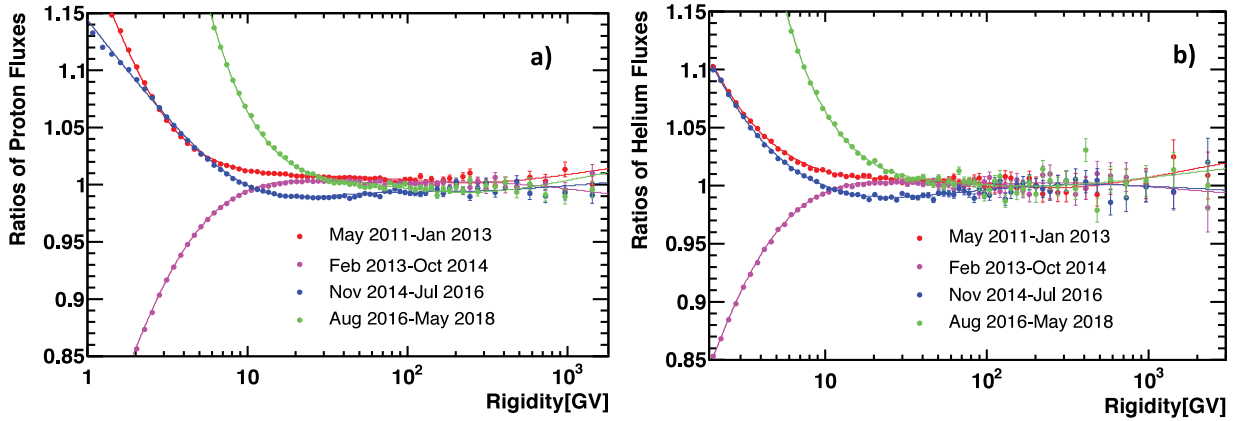 Ratios of Proton Fluxes
1.15
1.1
1.05
1
0.95
0.9
0.85
a)
May 2011-Jan 2013
Feb 2013-Oct 2014
Nov 2014-Jul 2016
Aug 2016-May 2018
1 10 10² 10³
Rigidity[GV]
Ratios of Helium Fluxes
1.15
1.1
1.05
1
0.95
0.9
0.85
b)
May 2011-Jan 2013
Feb 2013-Oct 2014
Nov 2014-Jul 2016
Aug 2016-May 2018
10 10² 10³
Rigidity[GV]